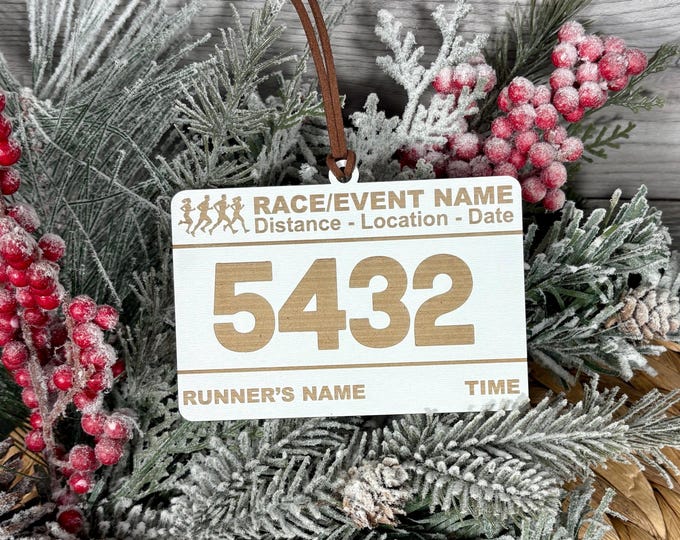 RACE/EVENT NAME
Distance - Location - Date
5432
RUNNER'S NAME TIME